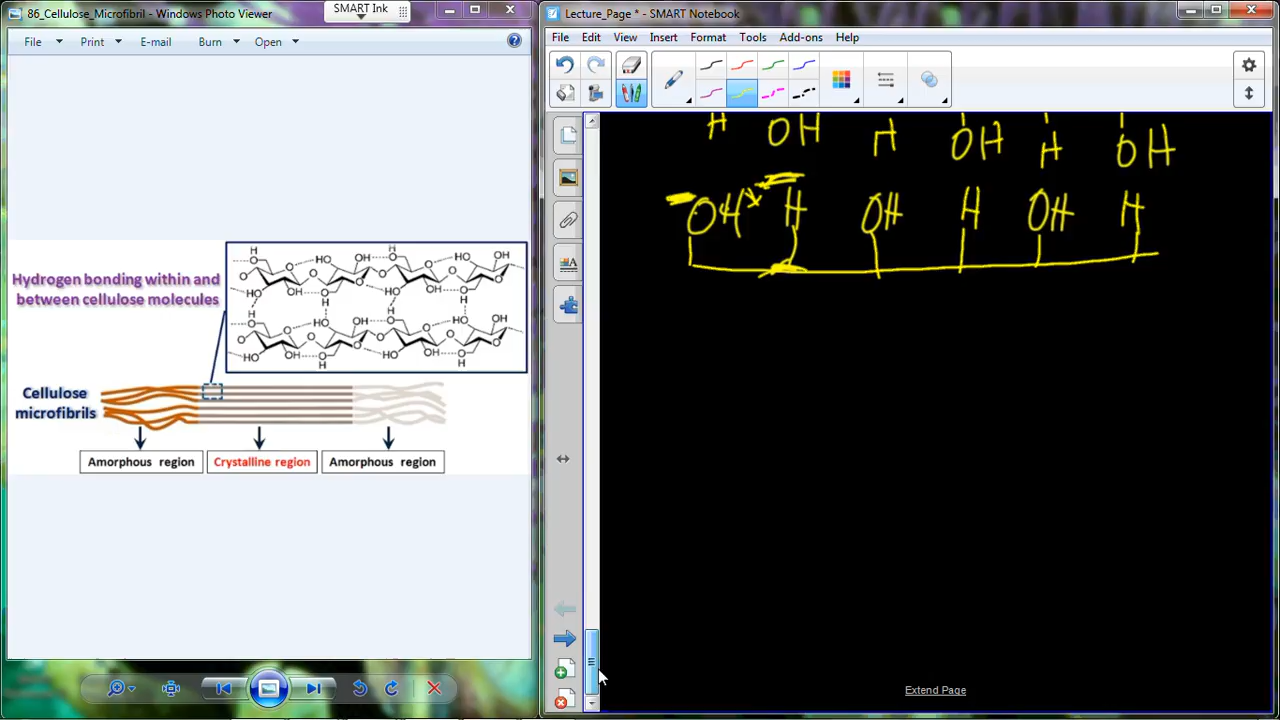 86_Cellulose_Microfibril - Windows Photo Viewer
SMART Ink
File Print E-mail Burn Open
Hydrogen bonding within and
between cellulose molecules
Cellulose
microfibrils
Amorphous region
Crystalline region
Amorphous region
Lecture_Page * - SMART Notebook
File Edit View Insert Format Tools Add-ons Help
H OH H OH H OH
OH H OH H OH H
Extend Page